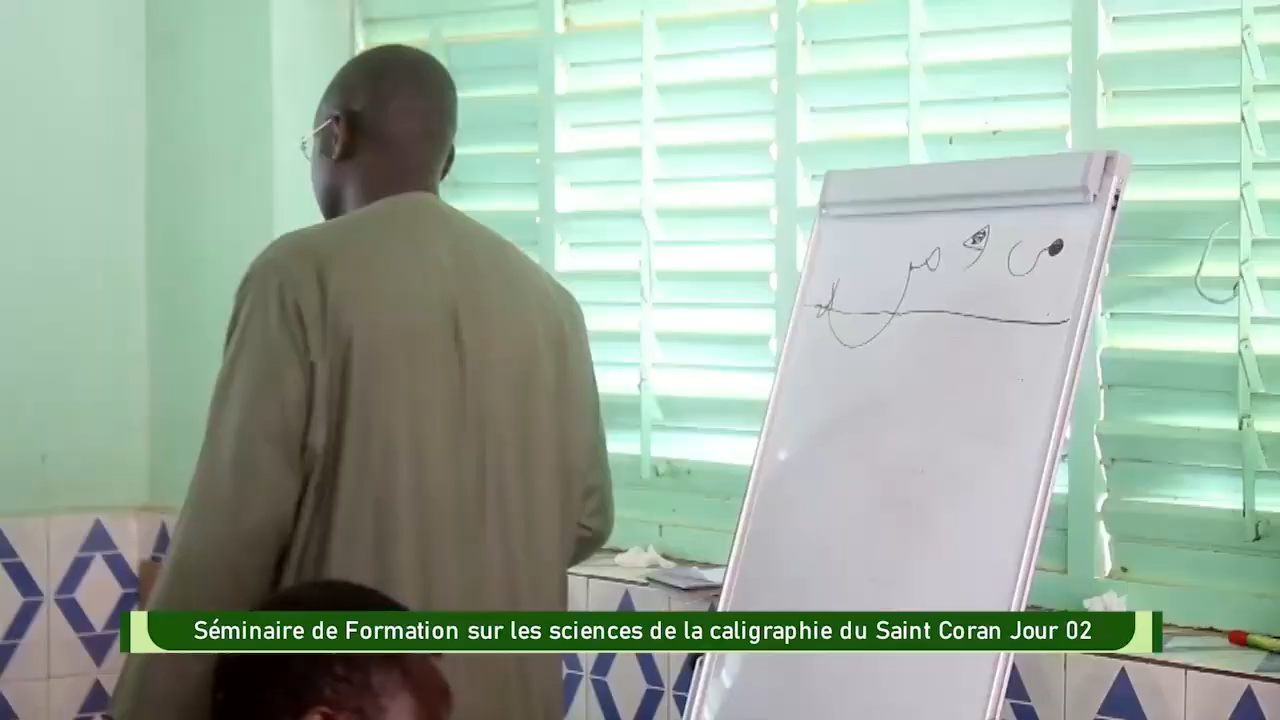 Séminaire de Formation sur les sciences de la caligraphie du Saint Coran Jour 02